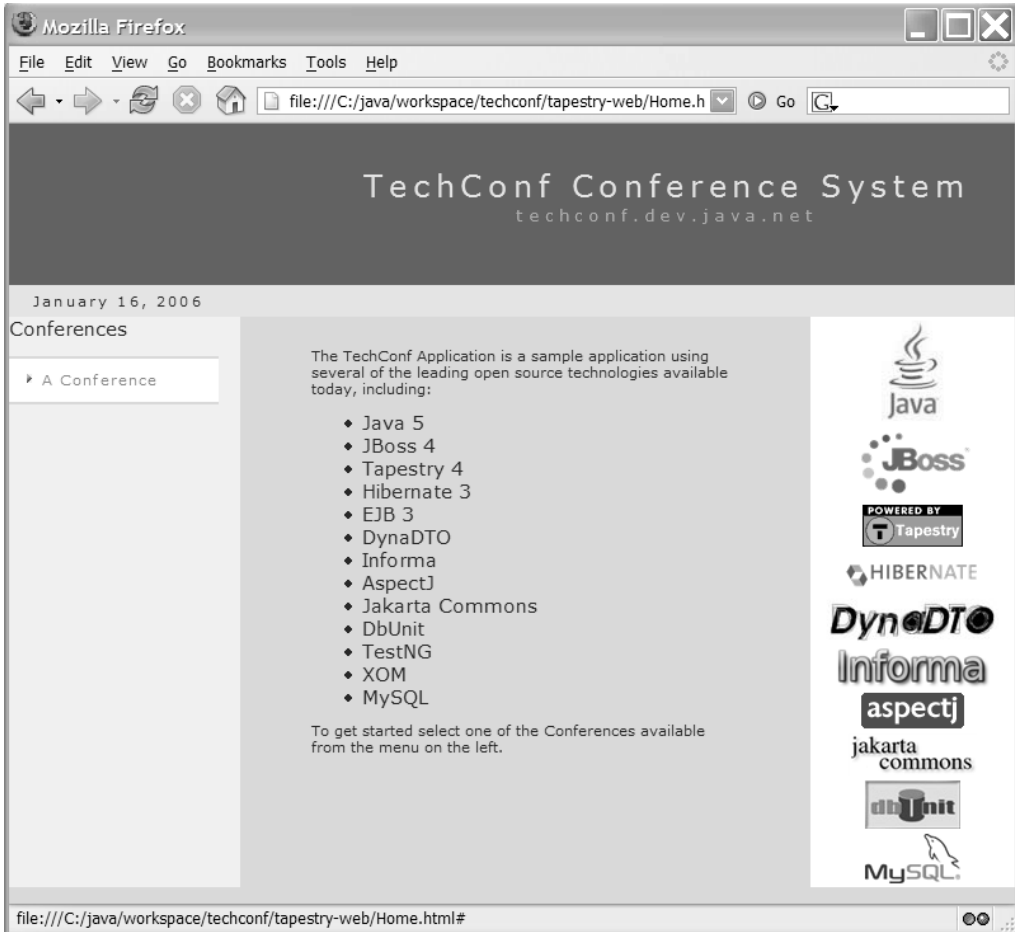 Mozilla Firefox
File Edit View Go Bookmarks Tools Help
file:///C:/java/workspace/techconf/tapestry-web/Home.h Go G
TechConf Conference System
techconf.dev.java.net
January 16, 2006
Conferences
A Conference
The TechConf Application is a sample application using
several of the leading open source technologies available
today, including:
• Java 5
• JBoss 4
• Tapestry 4
• Hibernate 3
• EJB 3
• DynaDTO
• Informa
• AspectJ
• Jakarta Commons
• DbUnit
• TestNG
• XOM
• MySQL
To get started select one of the Conferences available
from the menu on the left.
Java
JBoss
POWERED BY
T Tapestry
HIBERNATE
DynaDTO
Informa
aspectj
jakarta
commons
dbUnit
MySQL
file:///C:/java/workspace/techconf/tapestry-web/Home.html#